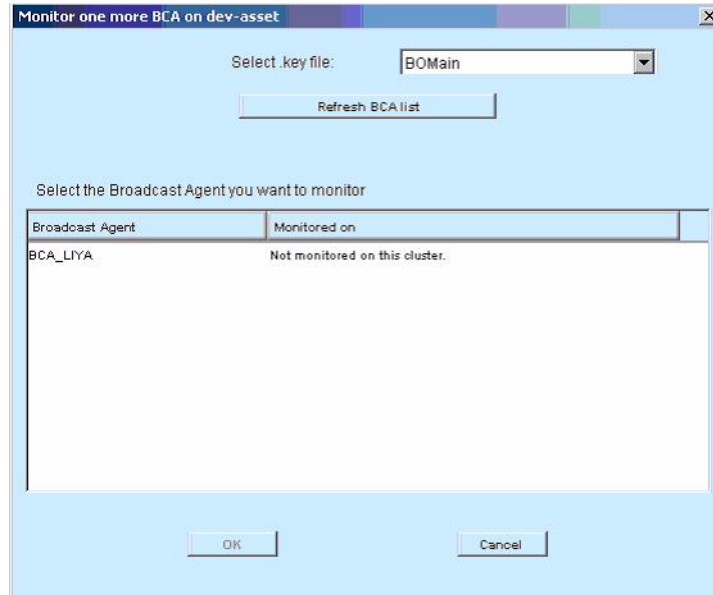 Monitor one more BCA on dev-asset
Select .key file: BOMain
Refresh BCA list
Select the Broadcast Agent you want to monitor
Broadcast Agent Monitored on
BCA_LIYA Not monitored on this cluster.
OK Cancel